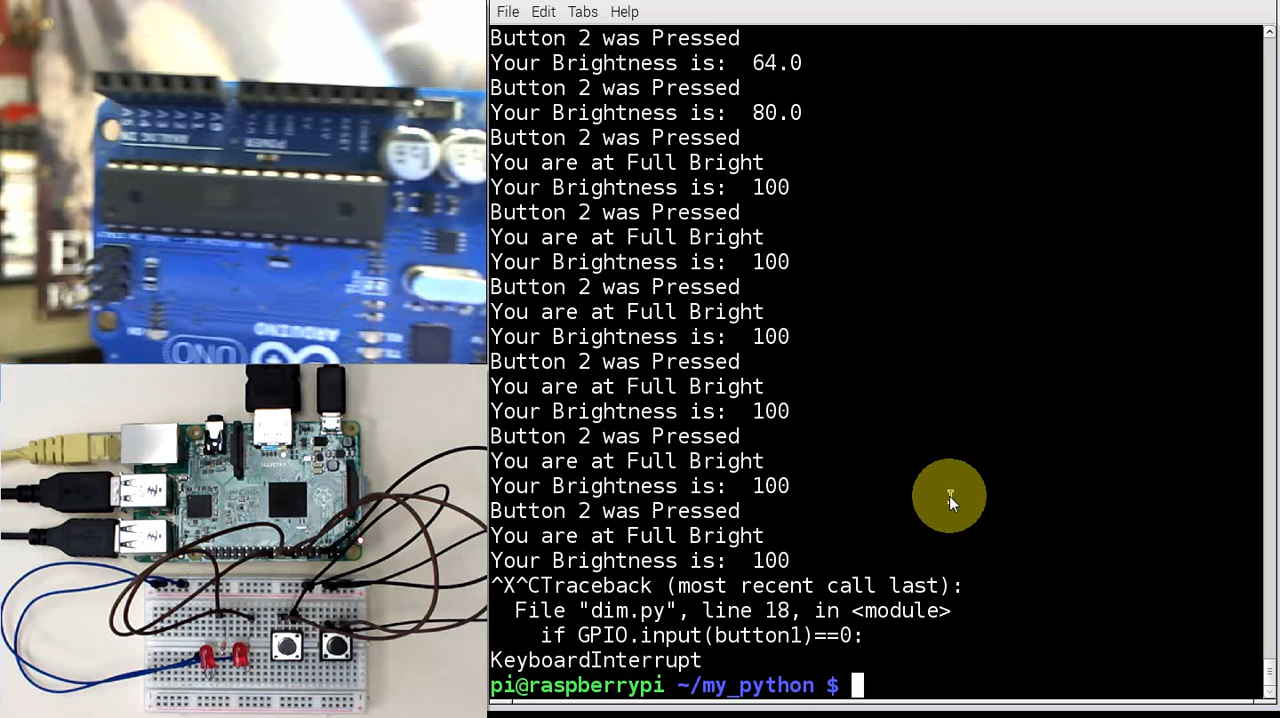 File Edit Tabs Help
Button 2 was Pressed
Your Brightness is:  64.0
Button 2 was Pressed
Your Brightness is:  80.0
Button 2 was Pressed
You are at Full Bright
Your Brightness is:  100
Button 2 was Pressed
You are at Full Bright
Your Brightness is:  100
Button 2 was Pressed
You are at Full Bright
Your Brightness is:  100
Button 2 was Pressed
You are at Full Bright
Your Brightness is:  100
Button 2 was Pressed
You are at Full Bright
Your Brightness is:  100
Button 2 was Pressed
You are at Full Bright
Your Brightness is:  100
^X^CTraceback (most recent call last):
  File "dim.py", line 18, in <module>
    if GPIO.input(button1)==0:
KeyboardInterrupt
pi@raspberrypi ~/my_python $
ANALOG IN
POWER
UNO
ARDUINO